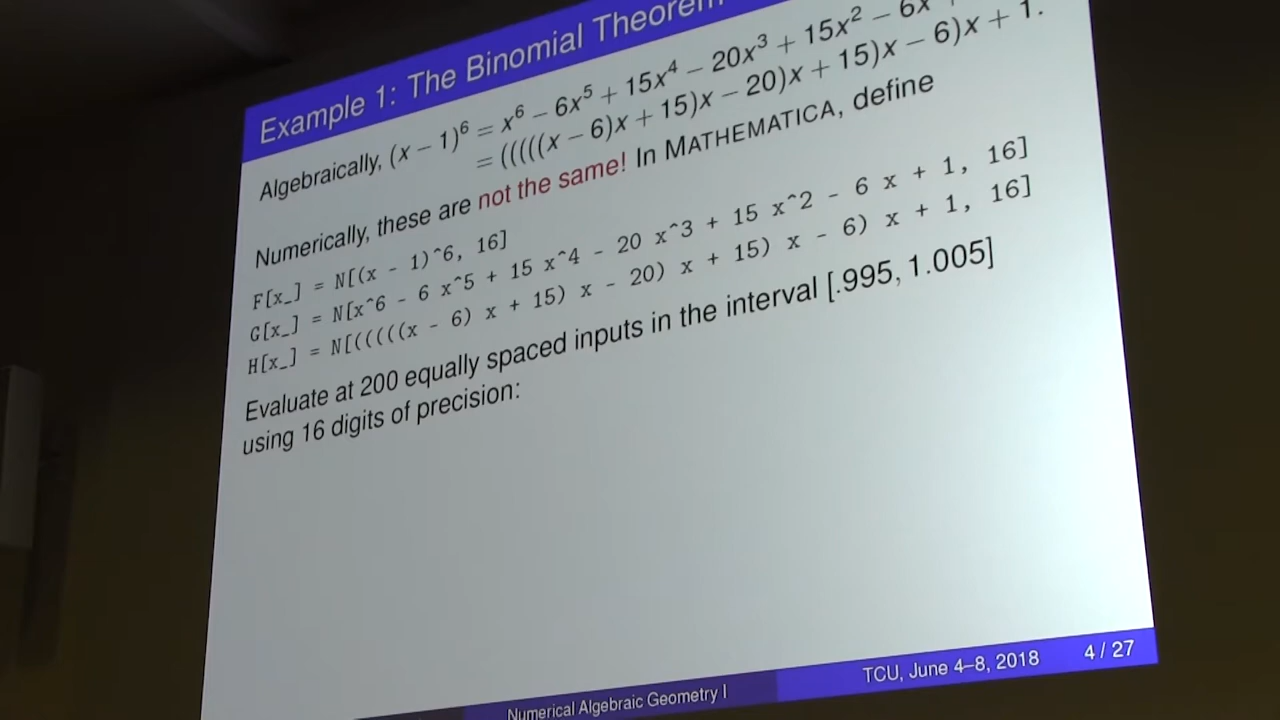 Example 1: The Binomial Theorem
Algebraically, (x − 1)⁶ = x⁶ − 6x⁵ + 15x⁴ − 20x³ + 15x² − 6x
= (((((x − 6)x + 15)x − 20)x + 15)x − 6)x + 1.
Numerically, these are not the same! In MATHEMATICA, define
F[x_] = N[(x - 1)^6, 16]
G[x_] = N[x^6 - 6 x^5 + 15 x^4 - 20 x^3 + 15 x^2 - 6 x + 1, 16]
H[x_] = N[(((((x - 6) x + 15) x - 20) x + 15) x - 6) x + 1, 16]
Evaluate at 200 equally spaced inputs in the interval [.995, 1.005]
using 16 digits of precision:
Numerical Algebraic Geometry I
TCU, June 4–8, 2018
4 / 27